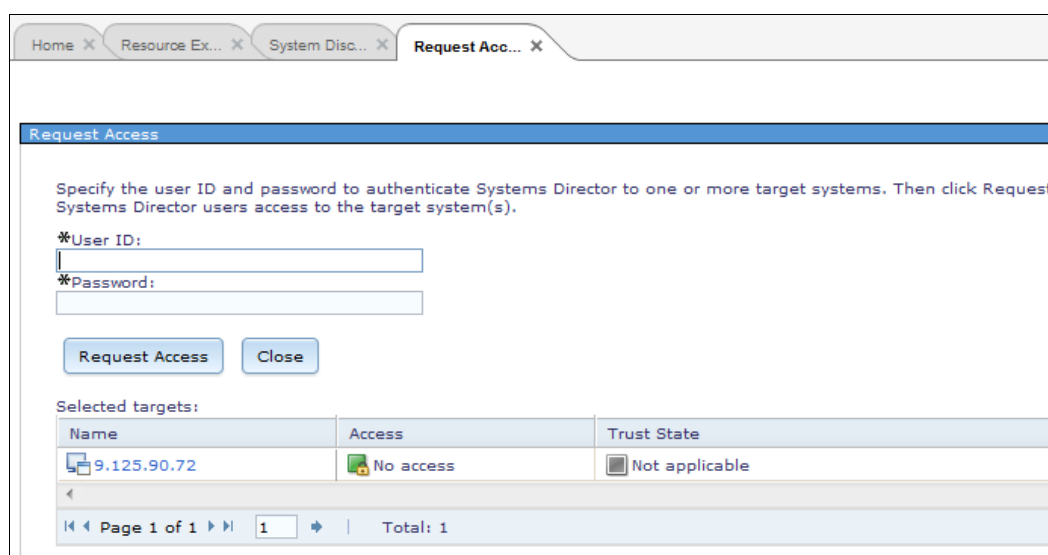 Home Resource Ex... System Disc... Request Acc...
Request Access
Specify the user ID and password to authenticate Systems Director to one or more target systems. Then click Request
Systems Director users access to the target system(s).
*User ID:
*Password:
Request Access Close
Selected targets:
Name Access Trust State
9.125.90.72 No access Not applicable
Page 1 of 1 1 Total: 1